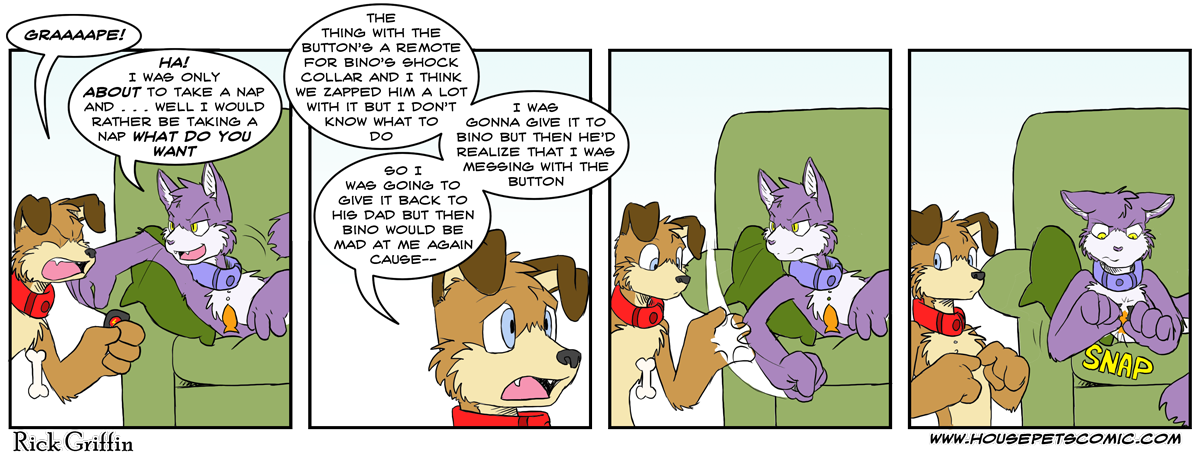 GRAAAAPE!
HA!
I WAS ONLY
ABOUT TO TAKE A NAP
AND . . . WELL I WOULD
RATHER BE TAKING A
NAP WHAT DO YOU
WANT
THE
THING WITH THE
BUTTON'S A REMOTE
FOR BINO'S SHOCK
COLLAR AND I THINK
WE ZAPPED HIM A LOT
WITH IT BUT I DON'T
KNOW WHAT TO
DO
I WAS
GONNA GIVE IT TO
BINO BUT THEN HE'D
REALIZE THAT I WAS
MESSING WITH THE
BUTTON
SO I
WAS GOING TO
GIVE IT BACK TO
HIS DAD BUT THEN
BINO WOULD BE
MAD AT ME AGAIN
CAUSE--
SNAP
Rick Griffin
WWW.HOUSEPETSCOMIC.COM